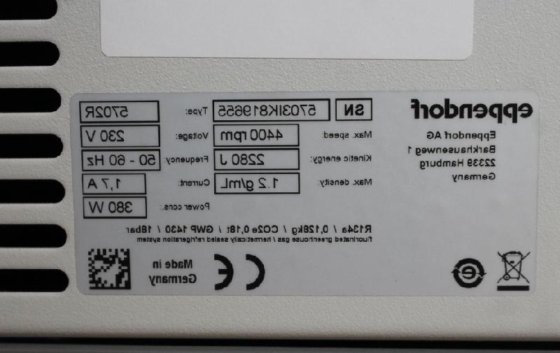 eppendorf
Eppendorf AG
Barkhausenweg 1
22339 Hamburg
Germany
SN 5703IK819655 Type: 5702R
Max. speed 4400 rpm Voltage: 230 V
Kinetic energy: 2280 J Frequency: 50 - 60 Hz
Max. density: 1.2 g/mL Current: 1,7 A
Power cons. 380 W
R134a / 0,128kg / CO2e 0,18t / GWP 1430 / 18bar
fluorinated greenhouse gas / hermetically sealed refrigeration system
CE Made in
Germany